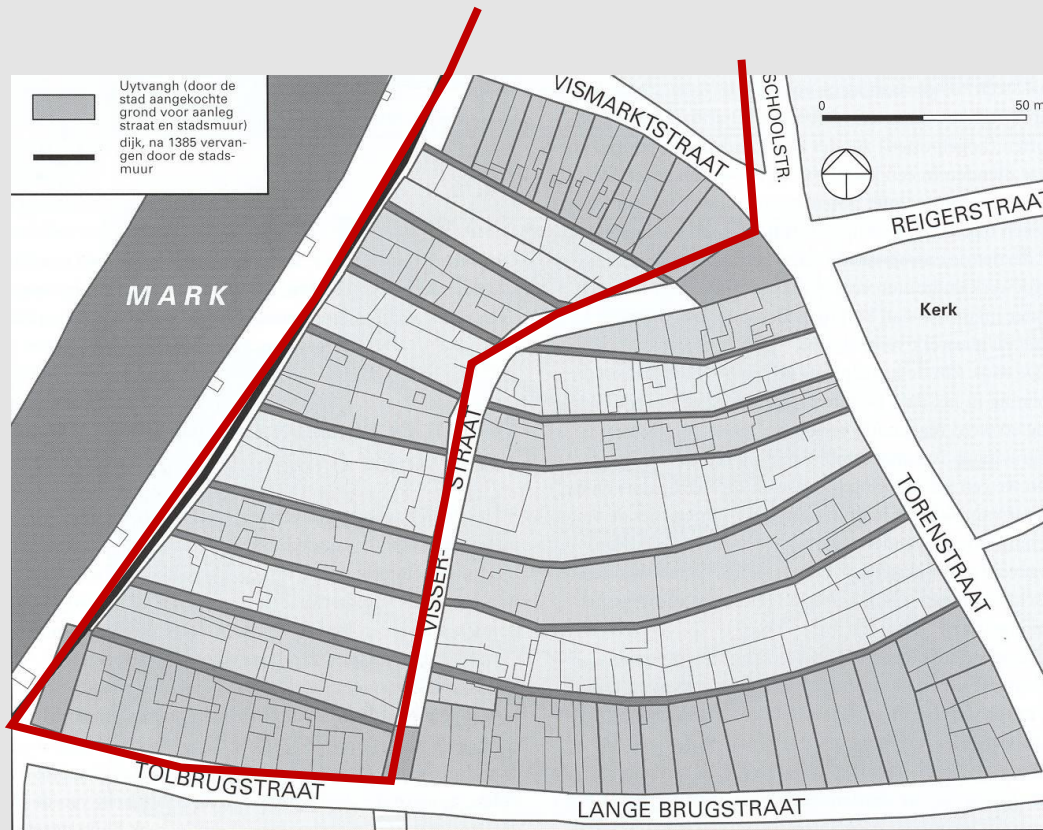 Uytvangh (door de
stad aangekochte
grond voor aanleg
straat en stadsmuur)
dijk, na 1385 vervan-
gen door de stads-
muur
VISMARKTSTRAAT
SCHOOLSTR.
0 50 m
REIGERSTRAAT
MARK
Kerk
VISSER-
STRAAT
TORENSTRAAT
TOLBRUGSTRAAT
LANGE BRUGSTRAAT